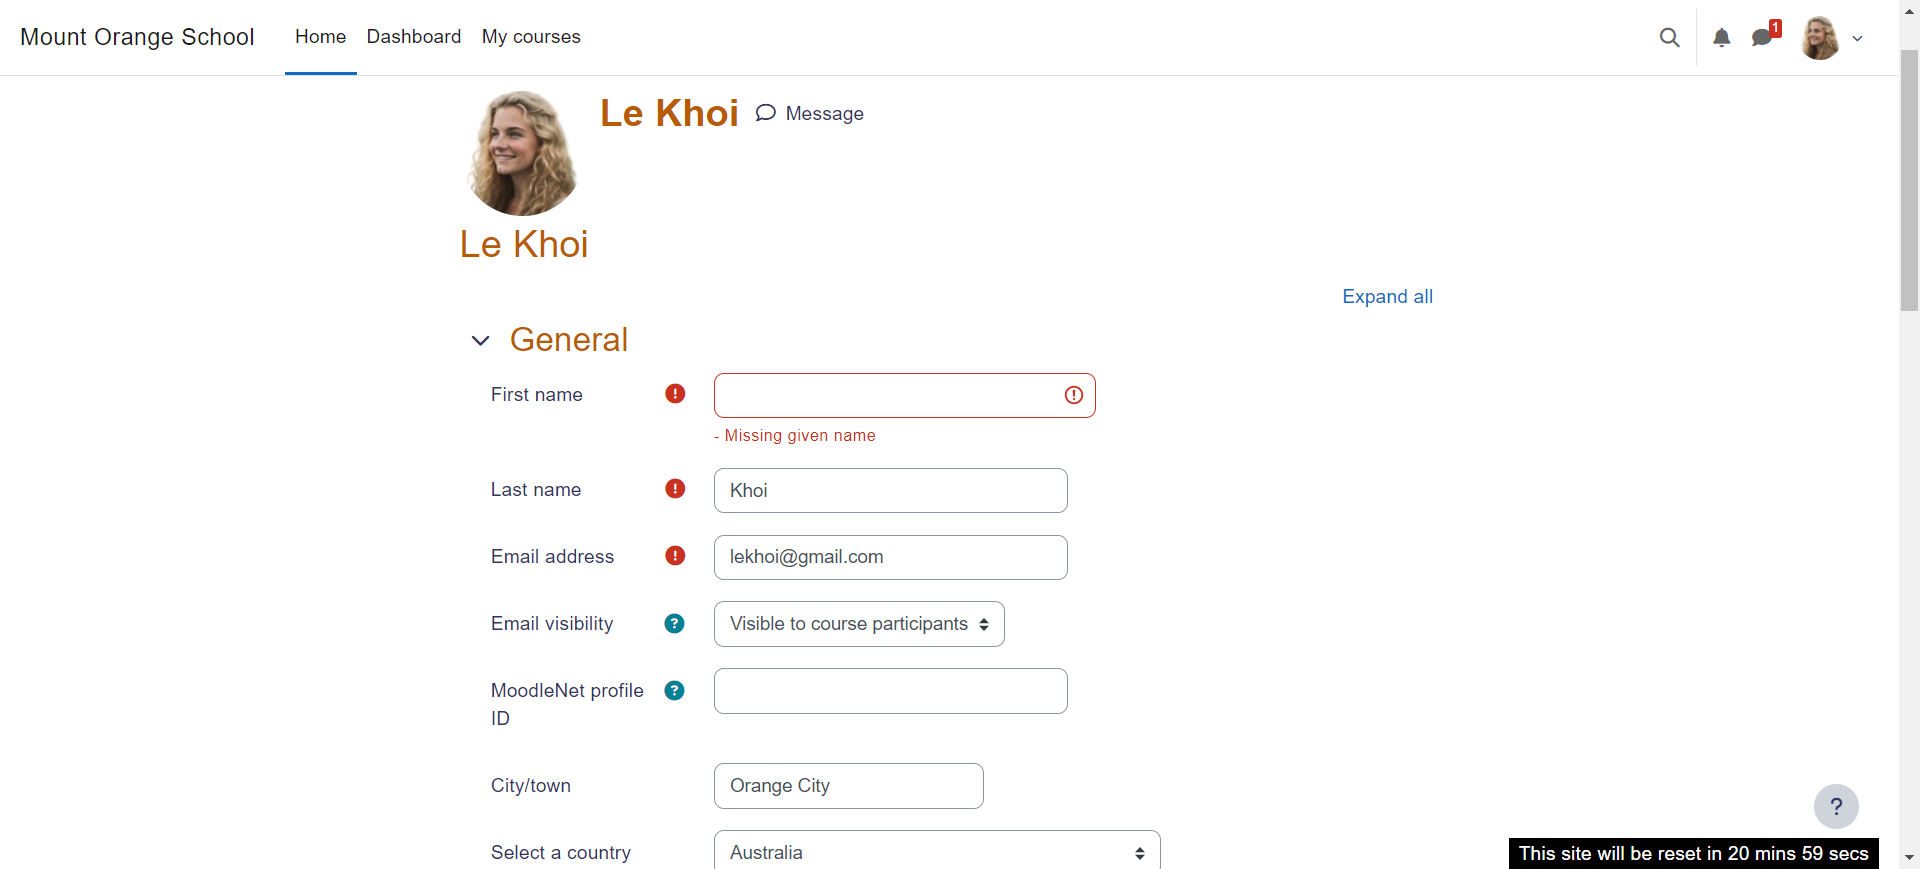 Mount Orange School Home Dashboard My courses 1
Le Khoi Message
Le Khoi
Expand all
General
First name
- Missing given name
Last name Khoi
Email address lekhoi@gmail.com
Email visibility ? Visible to course participants
MoodleNet profile ?
ID
City/town Orange City
?
Select a country Australia
This site will be reset in 20 mins 59 secs